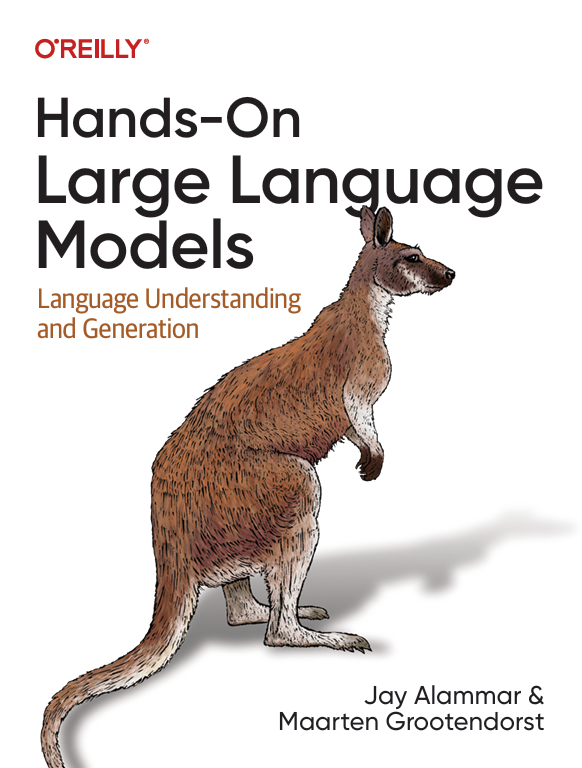 O'REILLY®
Hands-On
Large Language
Models
Language Understanding
and Generation
Jay Alammar &
Maarten Grootendorst